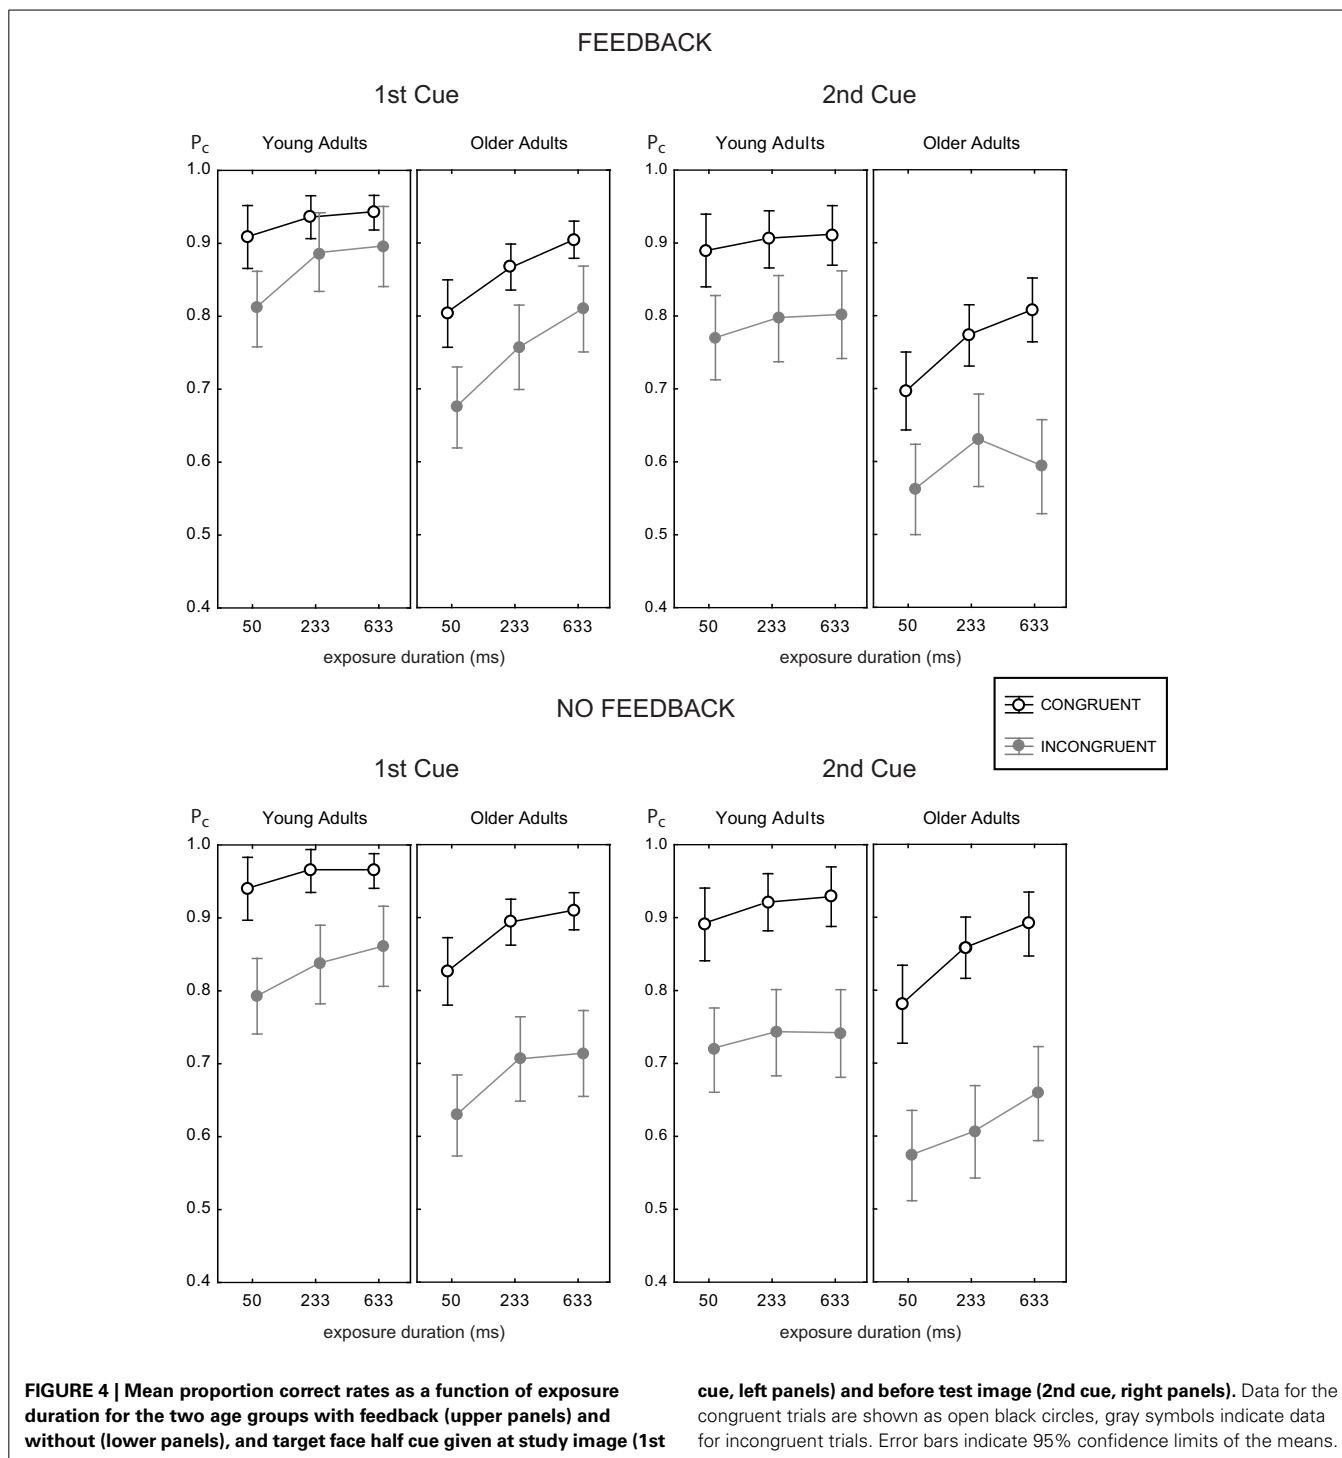 FEEDBACK
1st Cue
2nd Cue
P_c Young Adults Older Adults
P_c Young Adults Older Adults
1.0
0.9
0.8
0.7
0.6
0.5
0.4
1.0
0.9
0.8
0.7
0.6
0.5
0.4
50 233 633 50 233 633
50 233 633 50 233 633
exposure duration (ms)
exposure duration (ms)
CONGRUENT
INCONGRUENT
NO FEEDBACK
1st Cue
2nd Cue
P_c Young Adults Older Adults
P_c Young Adults Older Adults
1.0
0.9
0.8
0.7
0.6
0.5
0.4
1.0
0.9
0.8
0.7
0.6
0.5
0.4
50 233 633 50 233 633
50 233 633 50 233 633
exposure duration (ms)
exposure duration (ms)
FIGURE 4 | Mean proportion correct rates as a function of exposure
duration for the two age groups with feedback (upper panels) and
without (lower panels), and target face half cue given at study image (1st
cue, left panels) and before test image (2nd cue, right panels). Data for the
congruent trials are shown as open black circles, gray symbols indicate data
for incongruent trials. Error bars indicate 95% confidence limits of the means.